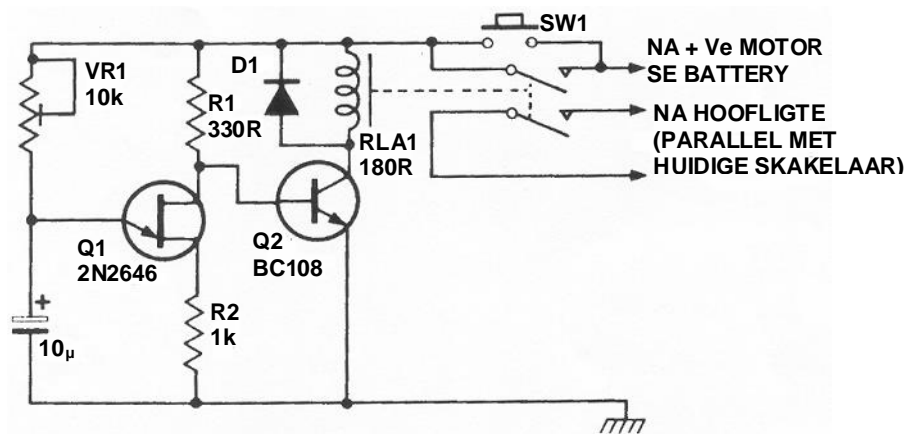 SW1
NA + Ve MOTOR
SE BATTERY
VR1
10k
D1
R1
330R
RLA1
180R
NA HOOFLIGTE
(PARALLEL MET
HUIDIGE SKAKELAAR)
Q1
2N2646
Q2
BC108
+
10µ
R2
1k